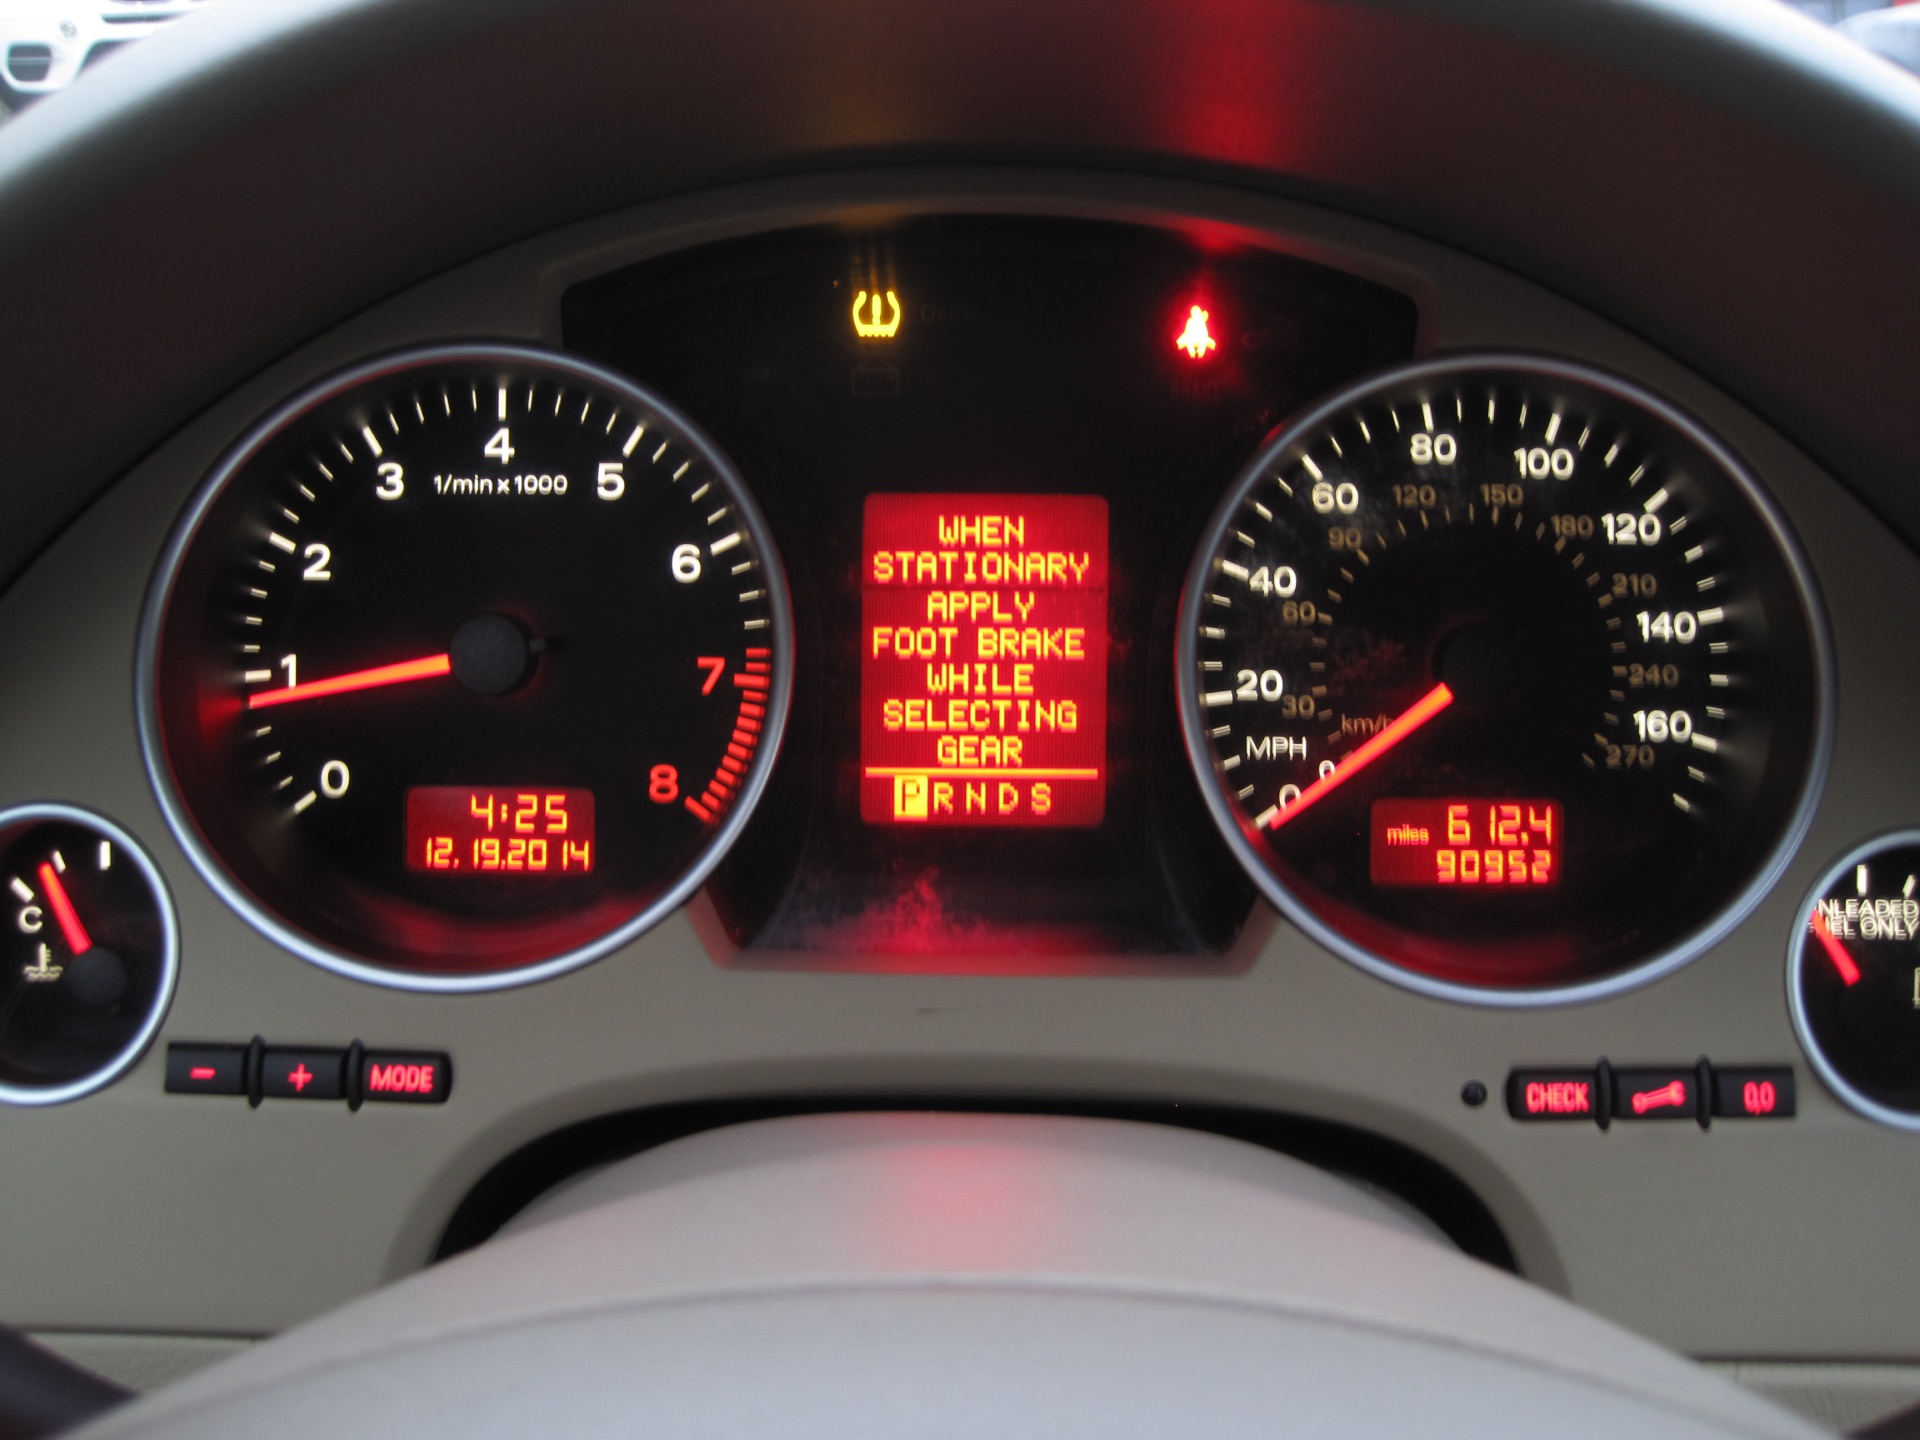 4
3
5
1/min x 1000
2
6
1
7
0
8
4:25
12.19.2014
WHEN
STATIONARY
APPLY
FOOT BRAKE
WHILE
SELECTING
GEAR
P R N D S
80
100
60
120
150
120
90
180
40
210
60
140
20
240
30
km/h
160
MPH
270
0
0
miles 612.4
90952
C
NLEADED
EL ONLY
- + MODE
CHECK 0,0